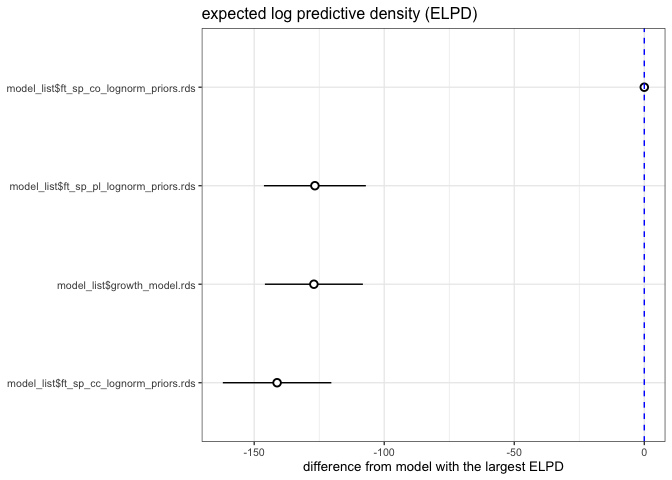 expected log predictive density (ELPD)
model_list$ft_sp_co_lognorm_priors.rds
model_list$ft_sp_pl_lognorm_priors.rds
model_list$growth_model.rds
model_list$ft_sp_cc_lognorm_priors.rds
-150 -100 -50 0
difference from model with the largest ELPD